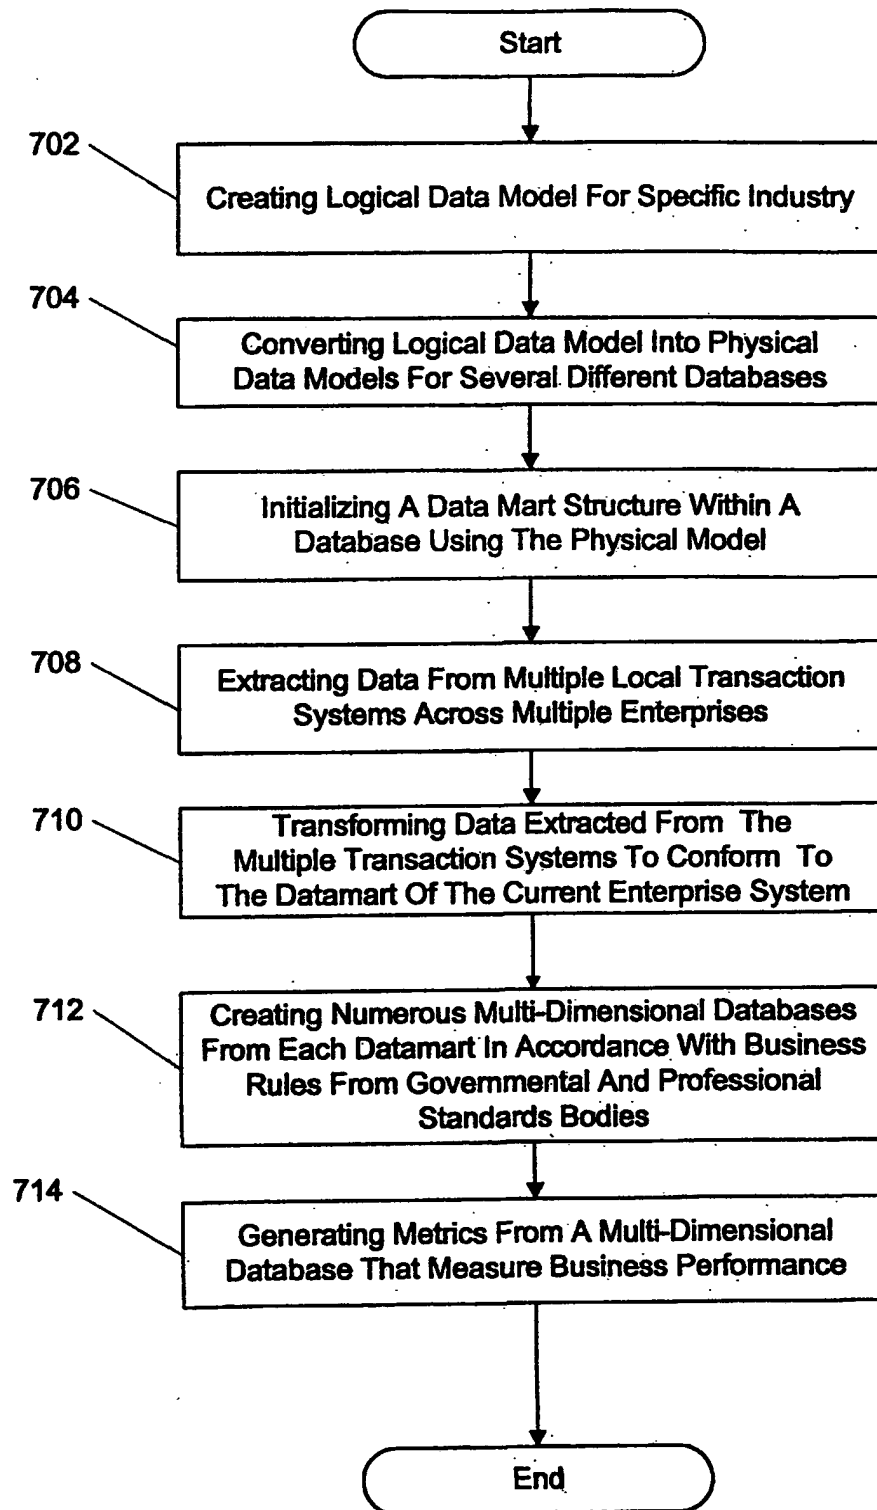 Start
702
Creating Logical Data Model For Specific Industry
704
Converting Logical Data Model Into Physical
Data Models For Several Different Databases
706
Initializing A Data Mart Structure Within A
Database Using The Physical Model
708
Extracting Data From Multiple Local Transaction
Systems Across Multiple Enterprises
710
Transforming Data Extracted From The
Multiple Transaction Systems To Conform To
The Datamart Of The Current Enterprise System
712
Creating Numerous Multi-Dimensional Databases
From Each Datamart In Accordance With Business
Rules From Governmental And Professional
Standards Bodies
714
Generating Metrics From A Multi-Dimensional
Database That Measure Business Performance
End